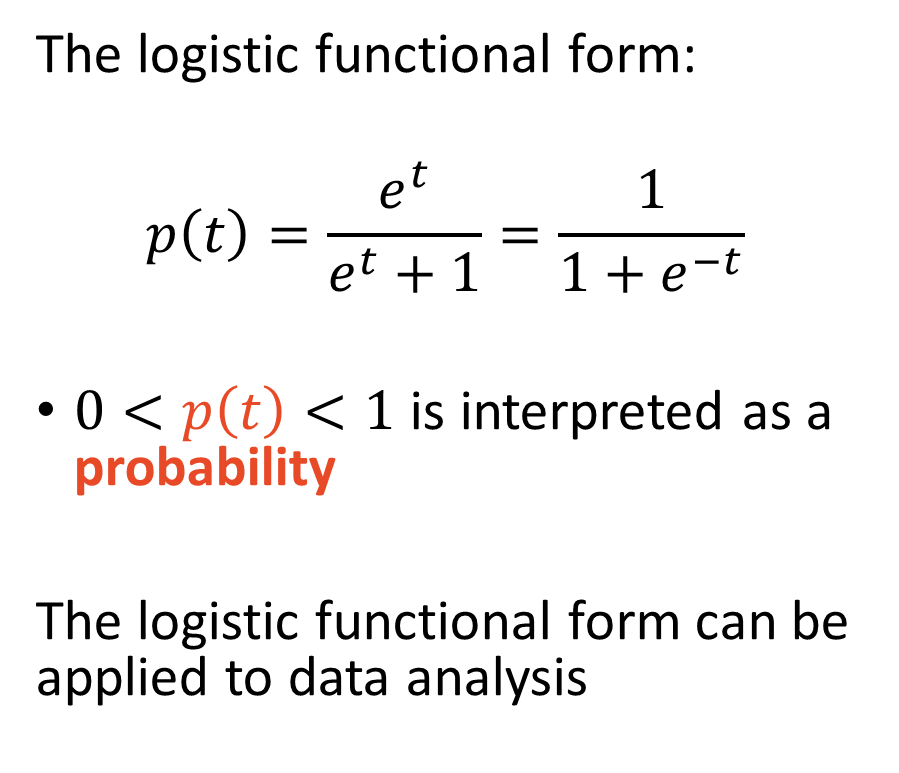 The logistic functional form:
p(t) = e^t / (e^t + 1) = 1 / (1 + e^{-t})
• 0 < p(t) < 1 is interpreted as a
probability
The logistic functional form can be
applied to data analysis